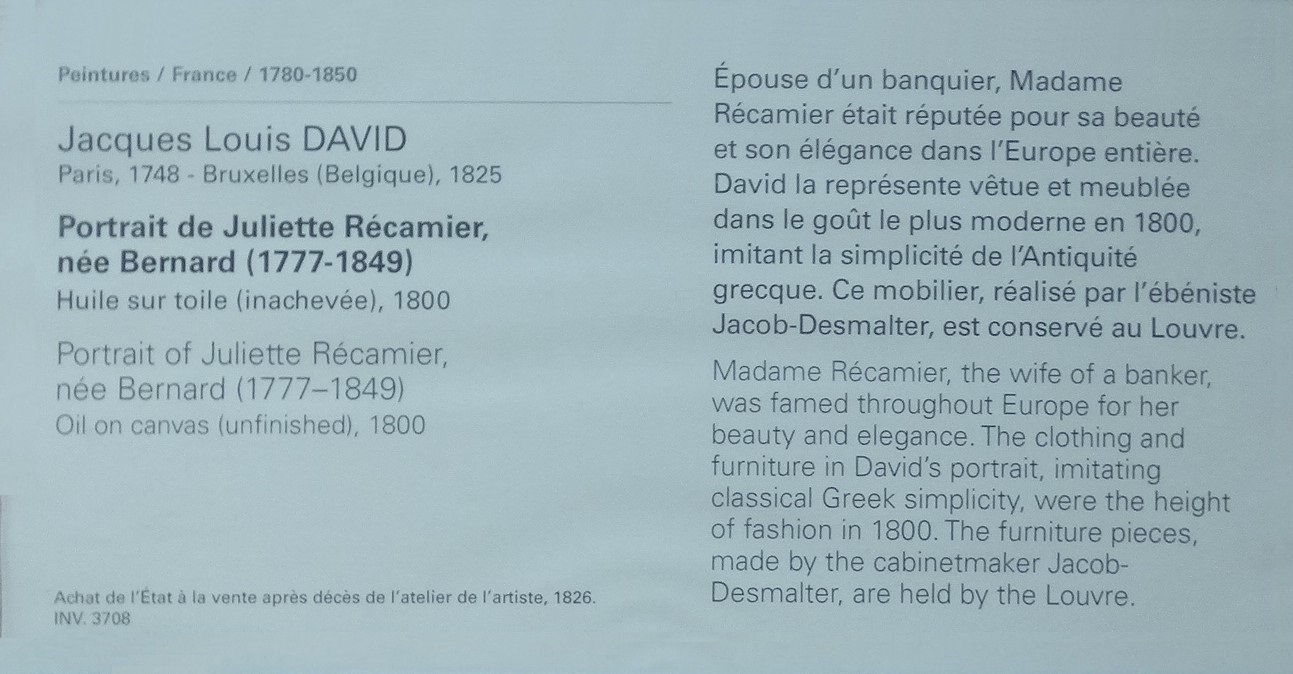 Peintures / France / 1780-1850
Jacques Louis DAVID
Paris, 1748 - Bruxelles (Belgique), 1825
Portrait de Juliette Récamier,
née Bernard (1777-1849)
Huile sur toile (inachevée), 1800
Portrait of Juliette Récamier,
née Bernard (1777–1849)
Oil on canvas (unfinished), 1800
Achat de l'État à la vente après décès de l'atelier de l'artiste, 1826.
INV. 3708
Épouse d'un banquier, Madame
Récamier était réputée pour sa beauté
et son élégance dans l'Europe entière.
David la représente vêtue et meublée
dans le goût le plus moderne en 1800,
imitant la simplicité de l'Antiquité
grecque. Ce mobilier, réalisé par l'ébéniste
Jacob-Desmalter, est conservé au Louvre.
Madame Récamier, the wife of a banker,
was famed throughout Europe for her
beauty and elegance. The clothing and
furniture in David's portrait, imitating
classical Greek simplicity, were the height
of fashion in 1800. The furniture pieces,
made by the cabinetmaker Jacob-
Desmalter, are held by the Louvre.